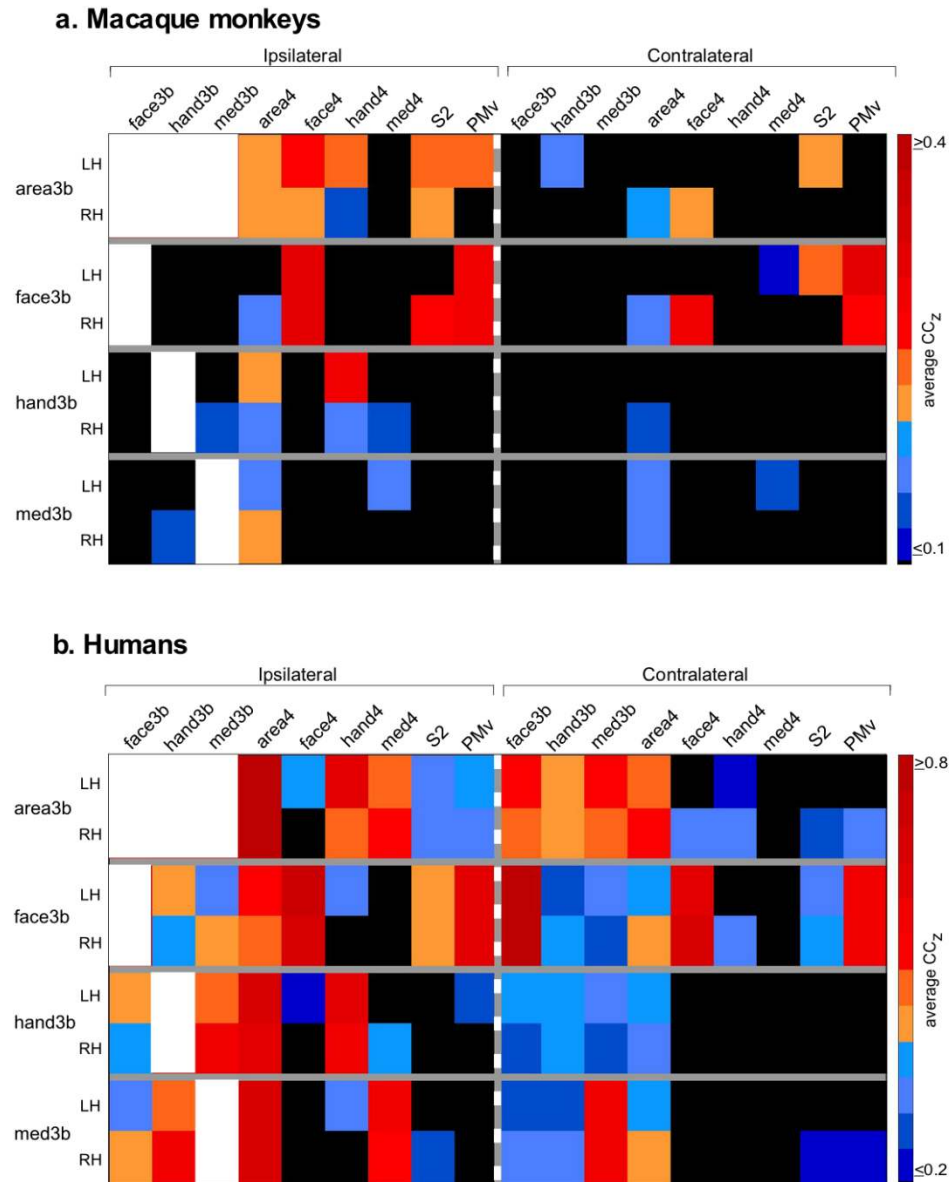 a. Macaque monkeys
Ipsilateral Contralateral
face3b hand3b med3b area4 face4 hand4 med4 S2 PMv face3b hand3b med3b area4 face4 hand4 med4 S2 PMv
≥0.4
LH
area3b
RH
LH
face3b
RH
average CCz
LH
hand3b
RH
LH
med3b
RH
≤0.1
b. Humans
Ipsilateral Contralateral
face3b hand3b med3b area4 face4 hand4 med4 S2 PMv face3b hand3b med3b area4 face4 hand4 med4 S2 PMv
≥0.8
LH
area3b
RH
LH
face3b
RH
average CCz
LH
hand3b
RH
LH
med3b
RH
≤0.2